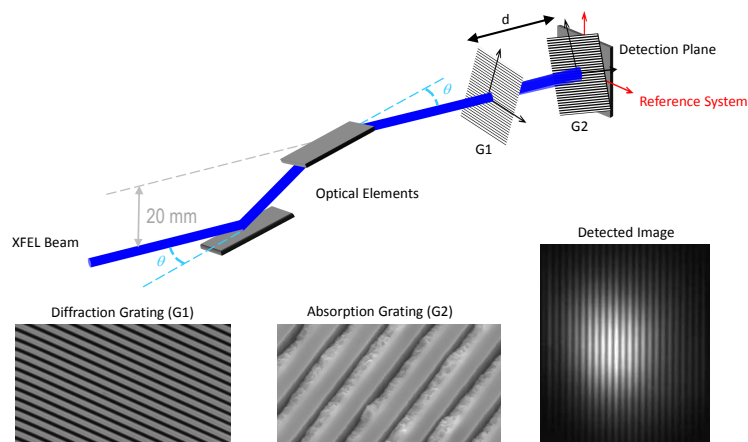 d
Detection Plane
θ
Reference System
G1
G2
Optical Elements
20 mm
XFEL Beam
θ
Detected Image
Diffraction Grating (G1)
Absorption Grating (G2)